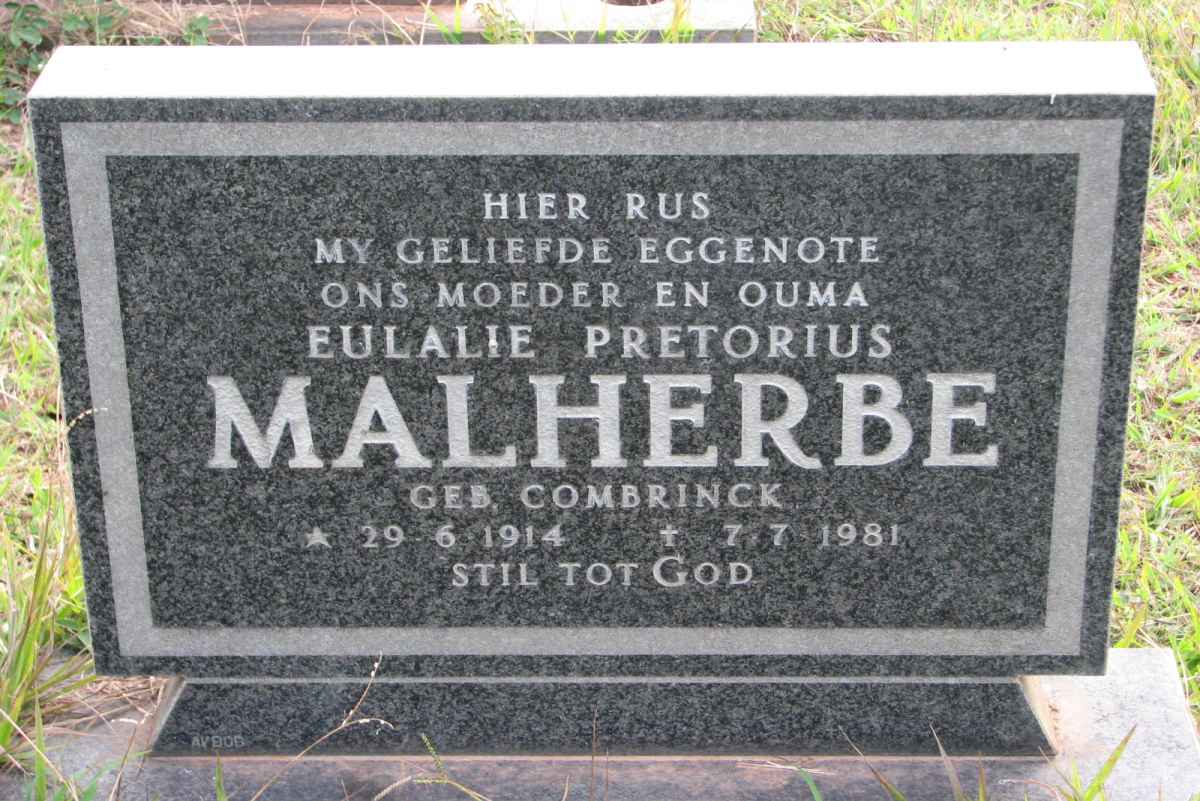 HIER RUS
MY GELIEFDE EGGENOTE
ONS MOEDER EN OUMA
EULALIE PRETORIUS
MALHERBE
GEB. COMBRINCK
★ 29-6.1914 ✝ 7.7 1981
STIL TOT GOD
AVBOB